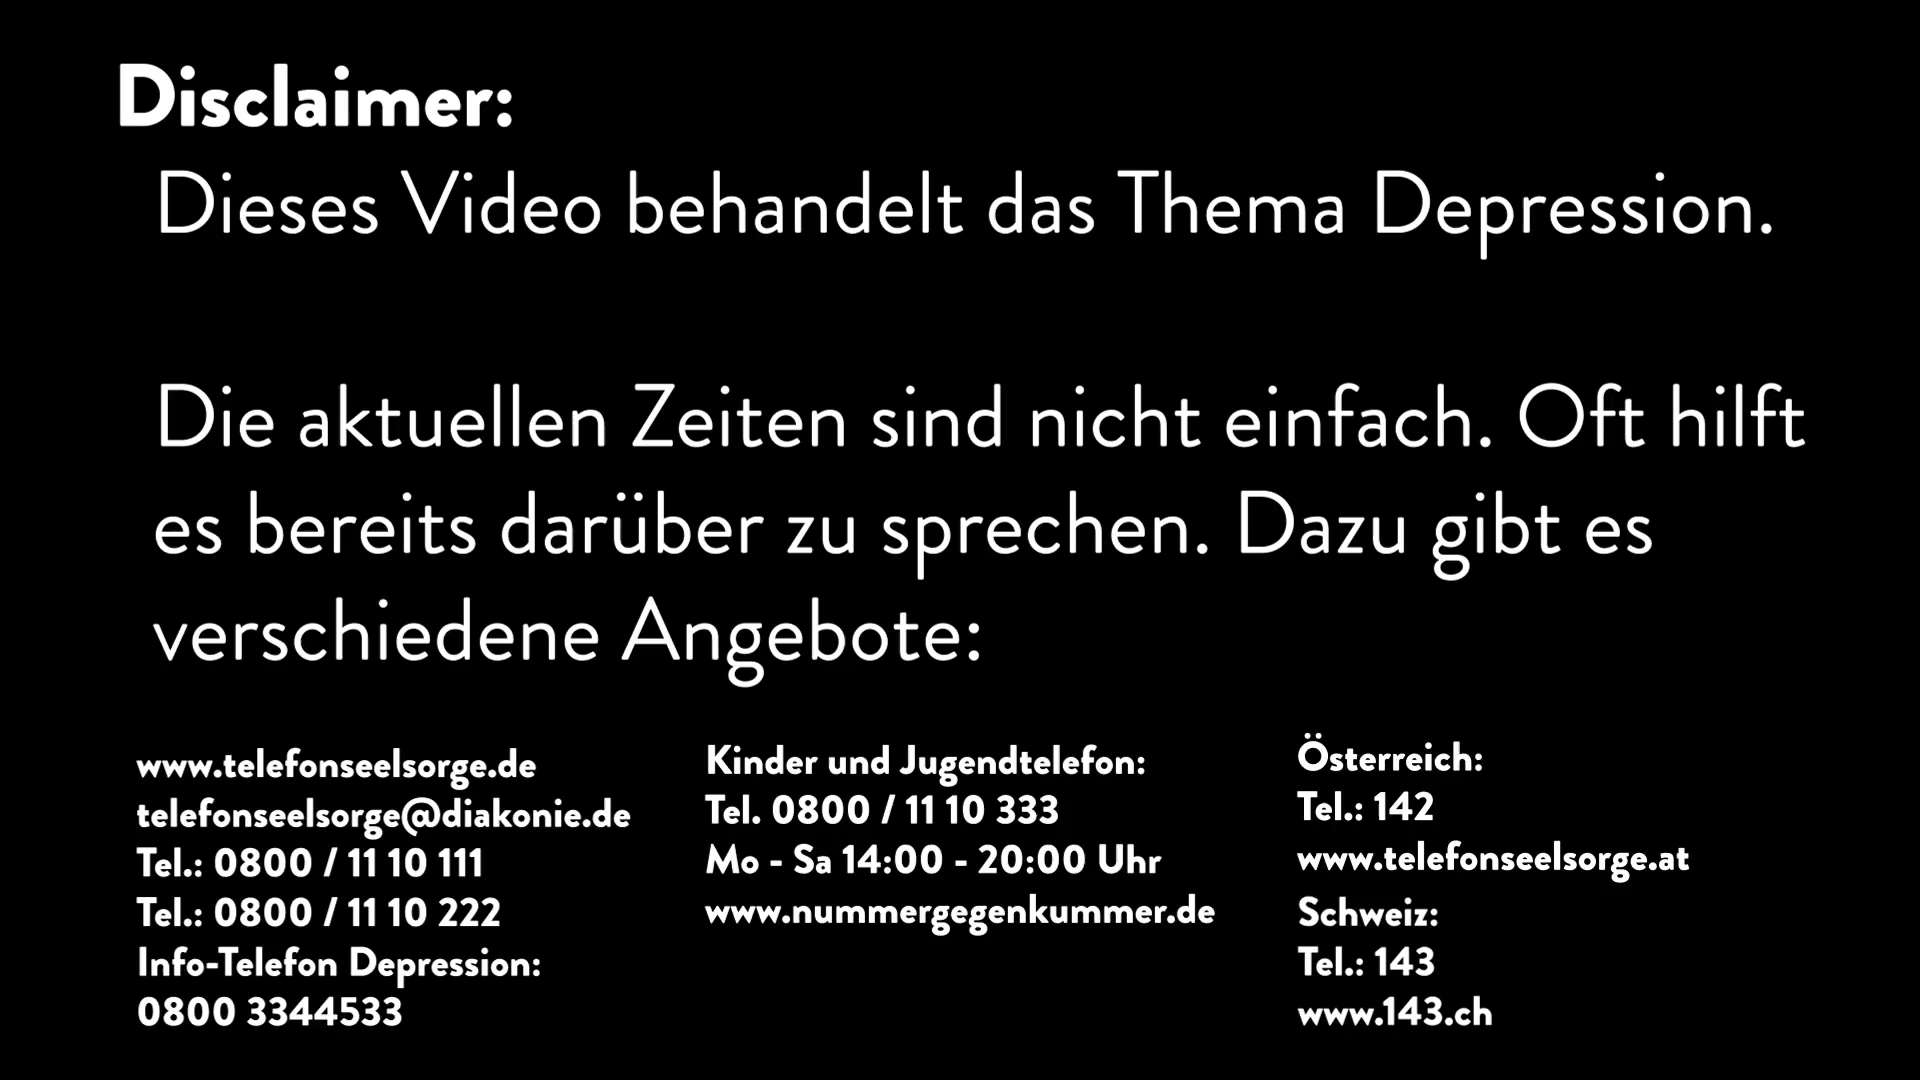 Disclaimer:
Dieses Video behandelt das Thema Depression.
Die aktuellen Zeiten sind nicht einfach. Oft hilft
es bereits darüber zu sprechen. Dazu gibt es
verschiedene Angebote:
www.telefonseelsorge.de
telefonseelsorge@diakonie.de
Tel.: 0800 / 11 10 111
Tel.: 0800 / 11 10 222
Info-Telefon Depression:
0800 3344533
Kinder und Jugendtelefon:
Tel. 0800 / 11 10 333
Mo - Sa 14:00 - 20:00 Uhr
www.nummergegenkummer.de
Österreich:
Tel.: 142
www.telefonseelsorge.at
Schweiz:
Tel.: 143
www.143.ch